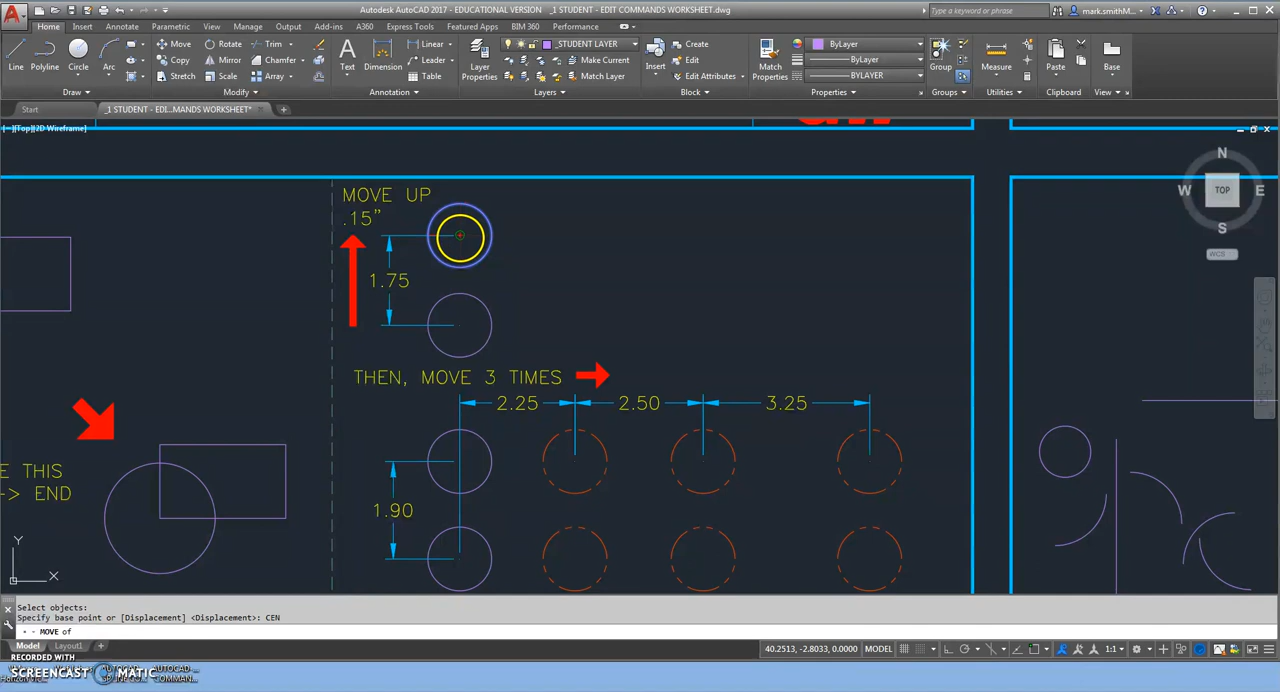 Autodesk AutoCAD 2017 - EDUCATIONAL VERSION _1 STUDENT - EDIT COMMANDS WORKSHEET.dwg
Type a keyword or phrase
mark.smithM...
Home Insert Annotate Parametric View Manage Output Add-ins A360 Express Tools Featured Apps BIM 360 Performance
Line Polyline Circle Arc
Move Rotate Trim
Copy Mirror Chamfer
Stretch Scale Array
Text Dimension
Linear
Leader
Table
Layer Properties
_STUDENT LAYER
Make Current
Match Layer
Insert
Create
Edit
Edit Attributes
Match Properties
ByLayer
ByLayer
BYLAYER
Group Measure Paste Base
Draw Modify Annotation Layers Block Properties Groups Utilities Clipboard View
Start _1 STUDENT - EDI...MANDS WORKSHEET*
[−][Top][2D Wireframe]
N
W TOP E
S
WCS
MOVE UP
.15”
1.75
THEN, MOVE 3 TIMES
2.25 2.50 3.25
E THIS
-> END
1.90
Y
X
Select objects:
Specify base point or [Displacement] <Displacement>: CEN
MOVE of
Model Layout1
40.2513, -2.8033, 0.0000 MODEL 1:1
RECORDED WITH
SCREENCAST MATIC